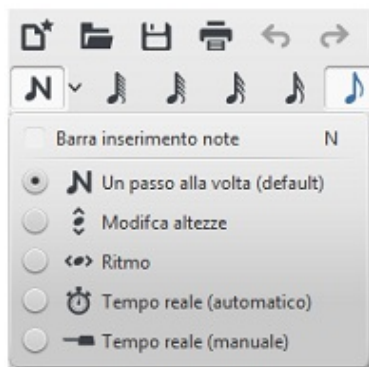 N
Barra inserimento note N
N Un passo alla volta (default)
Modifca altezze
Ritmo
Tempo reale (automatico)
Tempo reale (manuale)